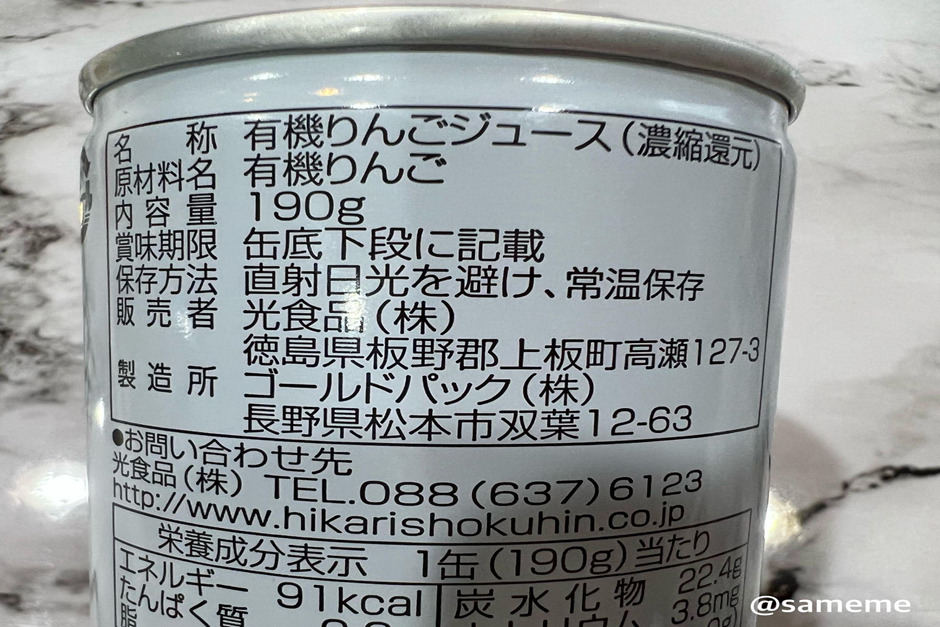 名称 有機りんごジュース(濃縮還元)
原材料名 有機りんご
内容量 190g
賞味期限 缶底下段に記載
保存方法 直射日光を避け、常温保存
販売者 光食品(株)
徳島県板野郡上板町高瀬127-3
製造所 ゴールドパック(株)
長野県松本市双葉12-63
●お問い合わせ先
光食品(株) TEL.088(637)6123
http://www.hikarishokuhin.co.jp
栄養成分表示 1缶(190g)当たり
エネルギー 91kcal 炭水化物 22.4g
たんぱく質 3.8mg
@sameme